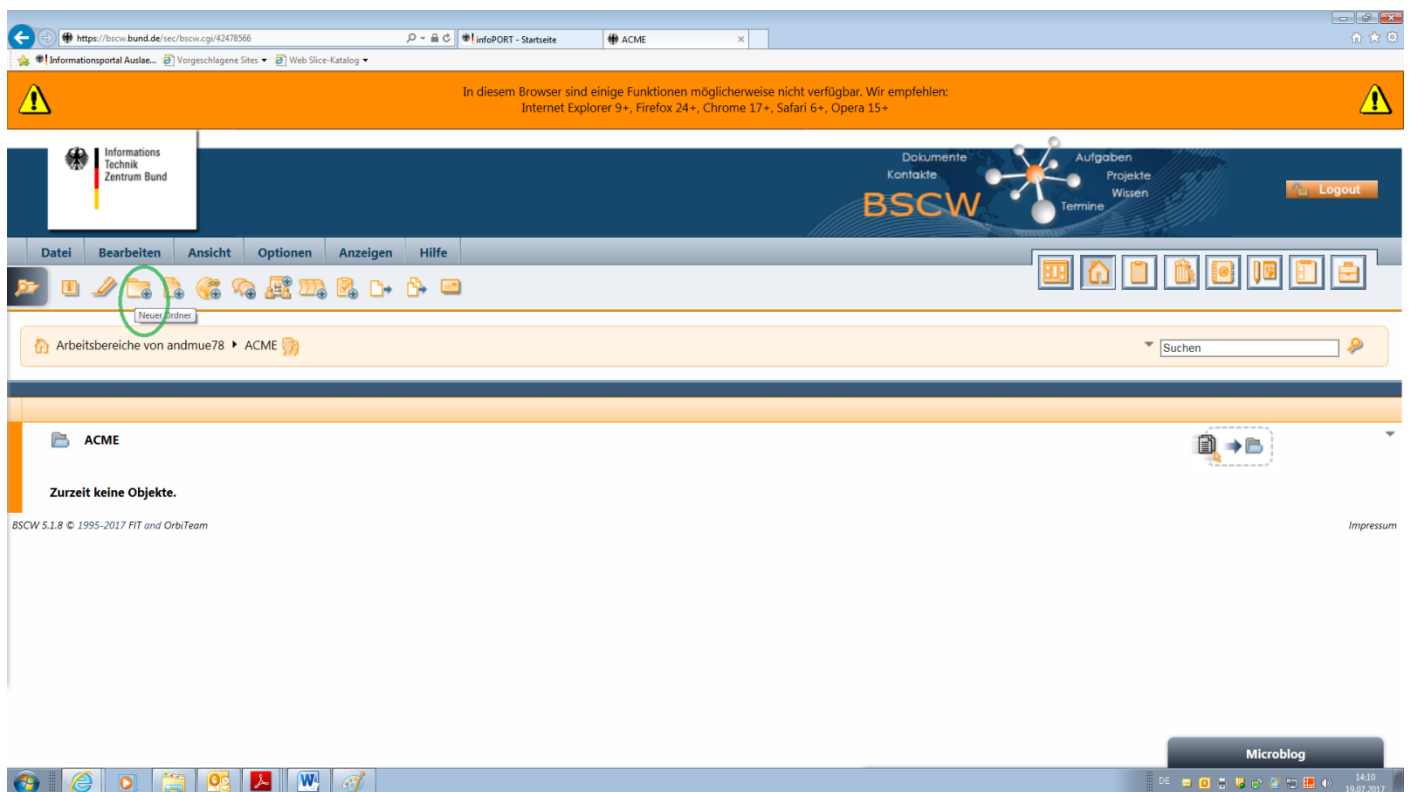 https://bscw.bund.de/sec/bscw.cgi/42478566
infoPORT - Startseite
ACME
Informationsportal Auslae...
Vorgeschlagene Sites
Web Slice-Katalog
In diesem Browser sind einige Funktionen möglicherweise nicht verfügbar. Wir empfehlen:
Internet Explorer 9+, Firefox 24+, Chrome 17+, Safari 6+, Opera 15+
Informations
Technik
Zentrum Bund
Dokumente
Kontakte
BSCW
Aufgaben
Projekte
Wissen
Termine
Logout
Datei Bearbeiten Ansicht Optionen Anzeigen Hilfe
Neuer Ordner
Arbeitsbereiche von andmue78 ACME
Suchen
ACME
Zurzeit keine Objekte.
BSCW 5.1.8 © 1995-2017 FIT and OrbiTeam
Impressum
Microblog
DE
14:10
19.07.2017